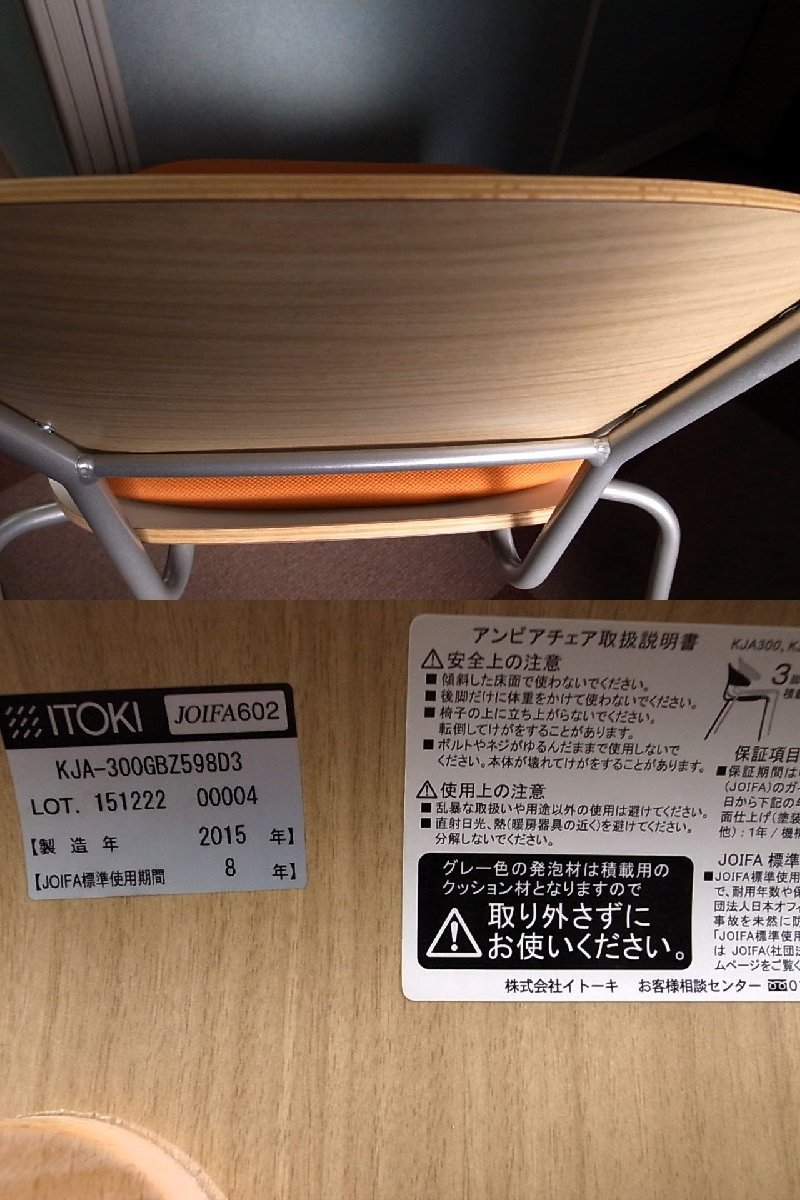 ITOKI JOIFA602
KJA-300GBZ598D3
LOT. 151222 00004
【製造年 2015 年】
【JOIFA標準使用期間 8 年】
アンビアチェア取扱説明書
KJA300, K
⚠安全上の注意
■傾斜した床面で使わないでください。
■後脚だけに体重をかけて使わないでください。
■椅子の上に立ち上がらないでください。
転倒してけがをすることがあります。
■ボルトやネジがゆるんだままで使用しないで
ください。本体が壊れてけがをすることがあります。
⚠使用上の注意
■乱暴な取扱いや用途以外の使用は避けてください。
■直射日光、熱(暖房器具の近く)を避けてください。
分解しないでください。
グレー色の発泡材は積載用の
クッション材となりますので
取り外さずに
お使いください。
3
積
保証項目
■保証期間は
(JOIFA)のガイ
日から下記の
面仕上げ(塗装
他):1年/機構
JOIFA 標準
■JOIFA標準使用
で、耐用年数や保
団法人日本オフィ
事故を未然に防
「JOIFA標準使用
は JOIFA(社団法
ムページをご覧く
株式会社イトーキ お客様相談センター 0